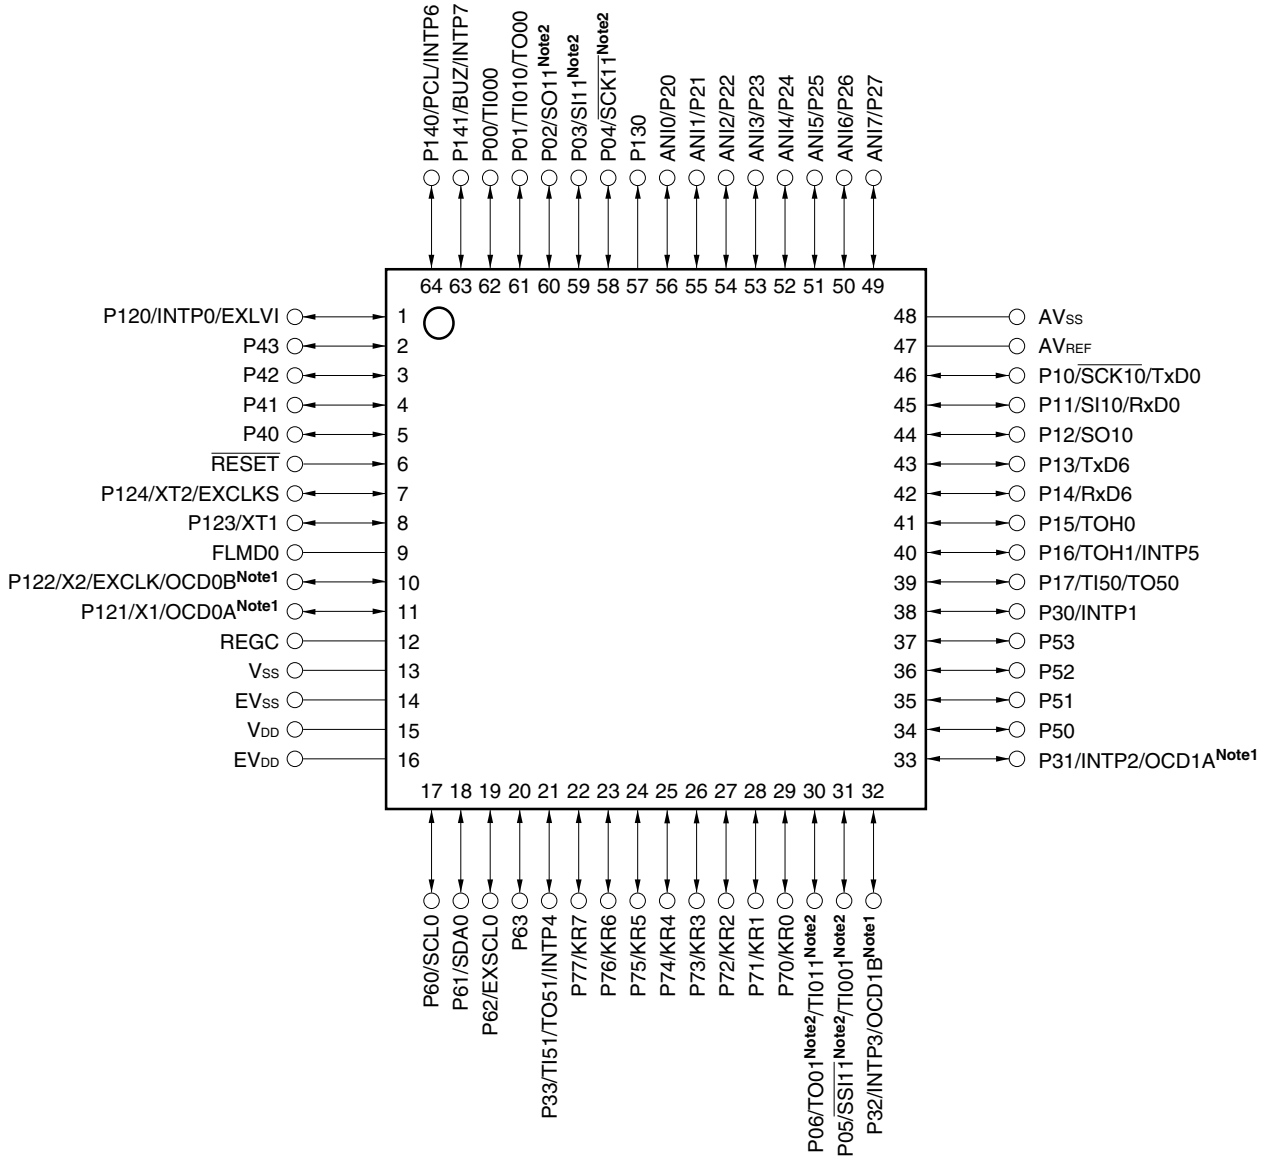 P140/PCL/INTP6
P141/BUZ/INTP7
P00/TI000
P01/TI010/TO00
P02/SO11Note2
P03/SI11Note2
P04/SCK11Note2
P130
ANI0/P20
ANI1/P21
ANI2/P22
ANI3/P23
ANI4/P24
ANI5/P25
ANI6/P26
ANI7/P27
64 63 62 61 60 59 58 57 56 55 54 53 52 51 50 49
P120/INTP0/EXLVI 1
P43 2
P42 3
P41 4
P40 5
RESET 6
P124/XT2/EXCLKS 7
P123/XT1 8
FLMD0 9
P122/X2/EXCLK/OCD0BNote1 10
P121/X1/OCD0ANote1 11
REGC 12
VSS 13
EVSS 14
VDD 15
EVDD 16
48 AVSS
47 AVREF
46 P10/SCK10/TxD0
45 P11/SI10/RxD0
44 P12/SO10
43 P13/TxD6
42 P14/RxD6
41 P15/TOH0
40 P16/TOH1/INTP5
39 P17/TI50/TO50
38 P30/INTP1
37 P53
36 P52
35 P51
34 P50
33 P31/INTP2/OCD1ANote1
17 18 19 20 21 22 23 24 25 26 27 28 29 30 31 32
P60/SCL0
P61/SDA0
P62/EXSCL0
P63
P33/TI51/TO51/INTP4
P77/KR7
P76/KR6
P75/KR5
P74/KR4
P73/KR3
P72/KR2
P71/KR1
P70/KR0
P06/TO01Note2/TI011Note2
P05/SSI11Note2/TI001Note2
P32/INTP3/OCD1BNote1